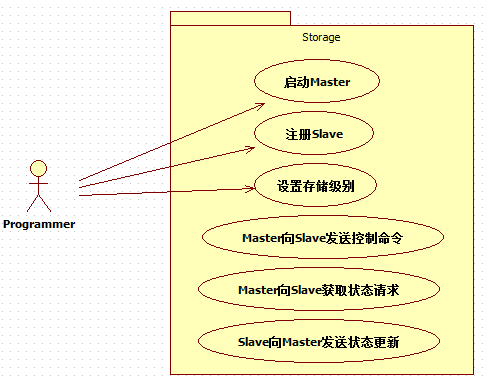 Storage
启动Master
注册Slave
设置存储级别
Programmer
Master向Slave发送控制命令
Master向Slave获取状态请求
Slave向Master发送状态更新